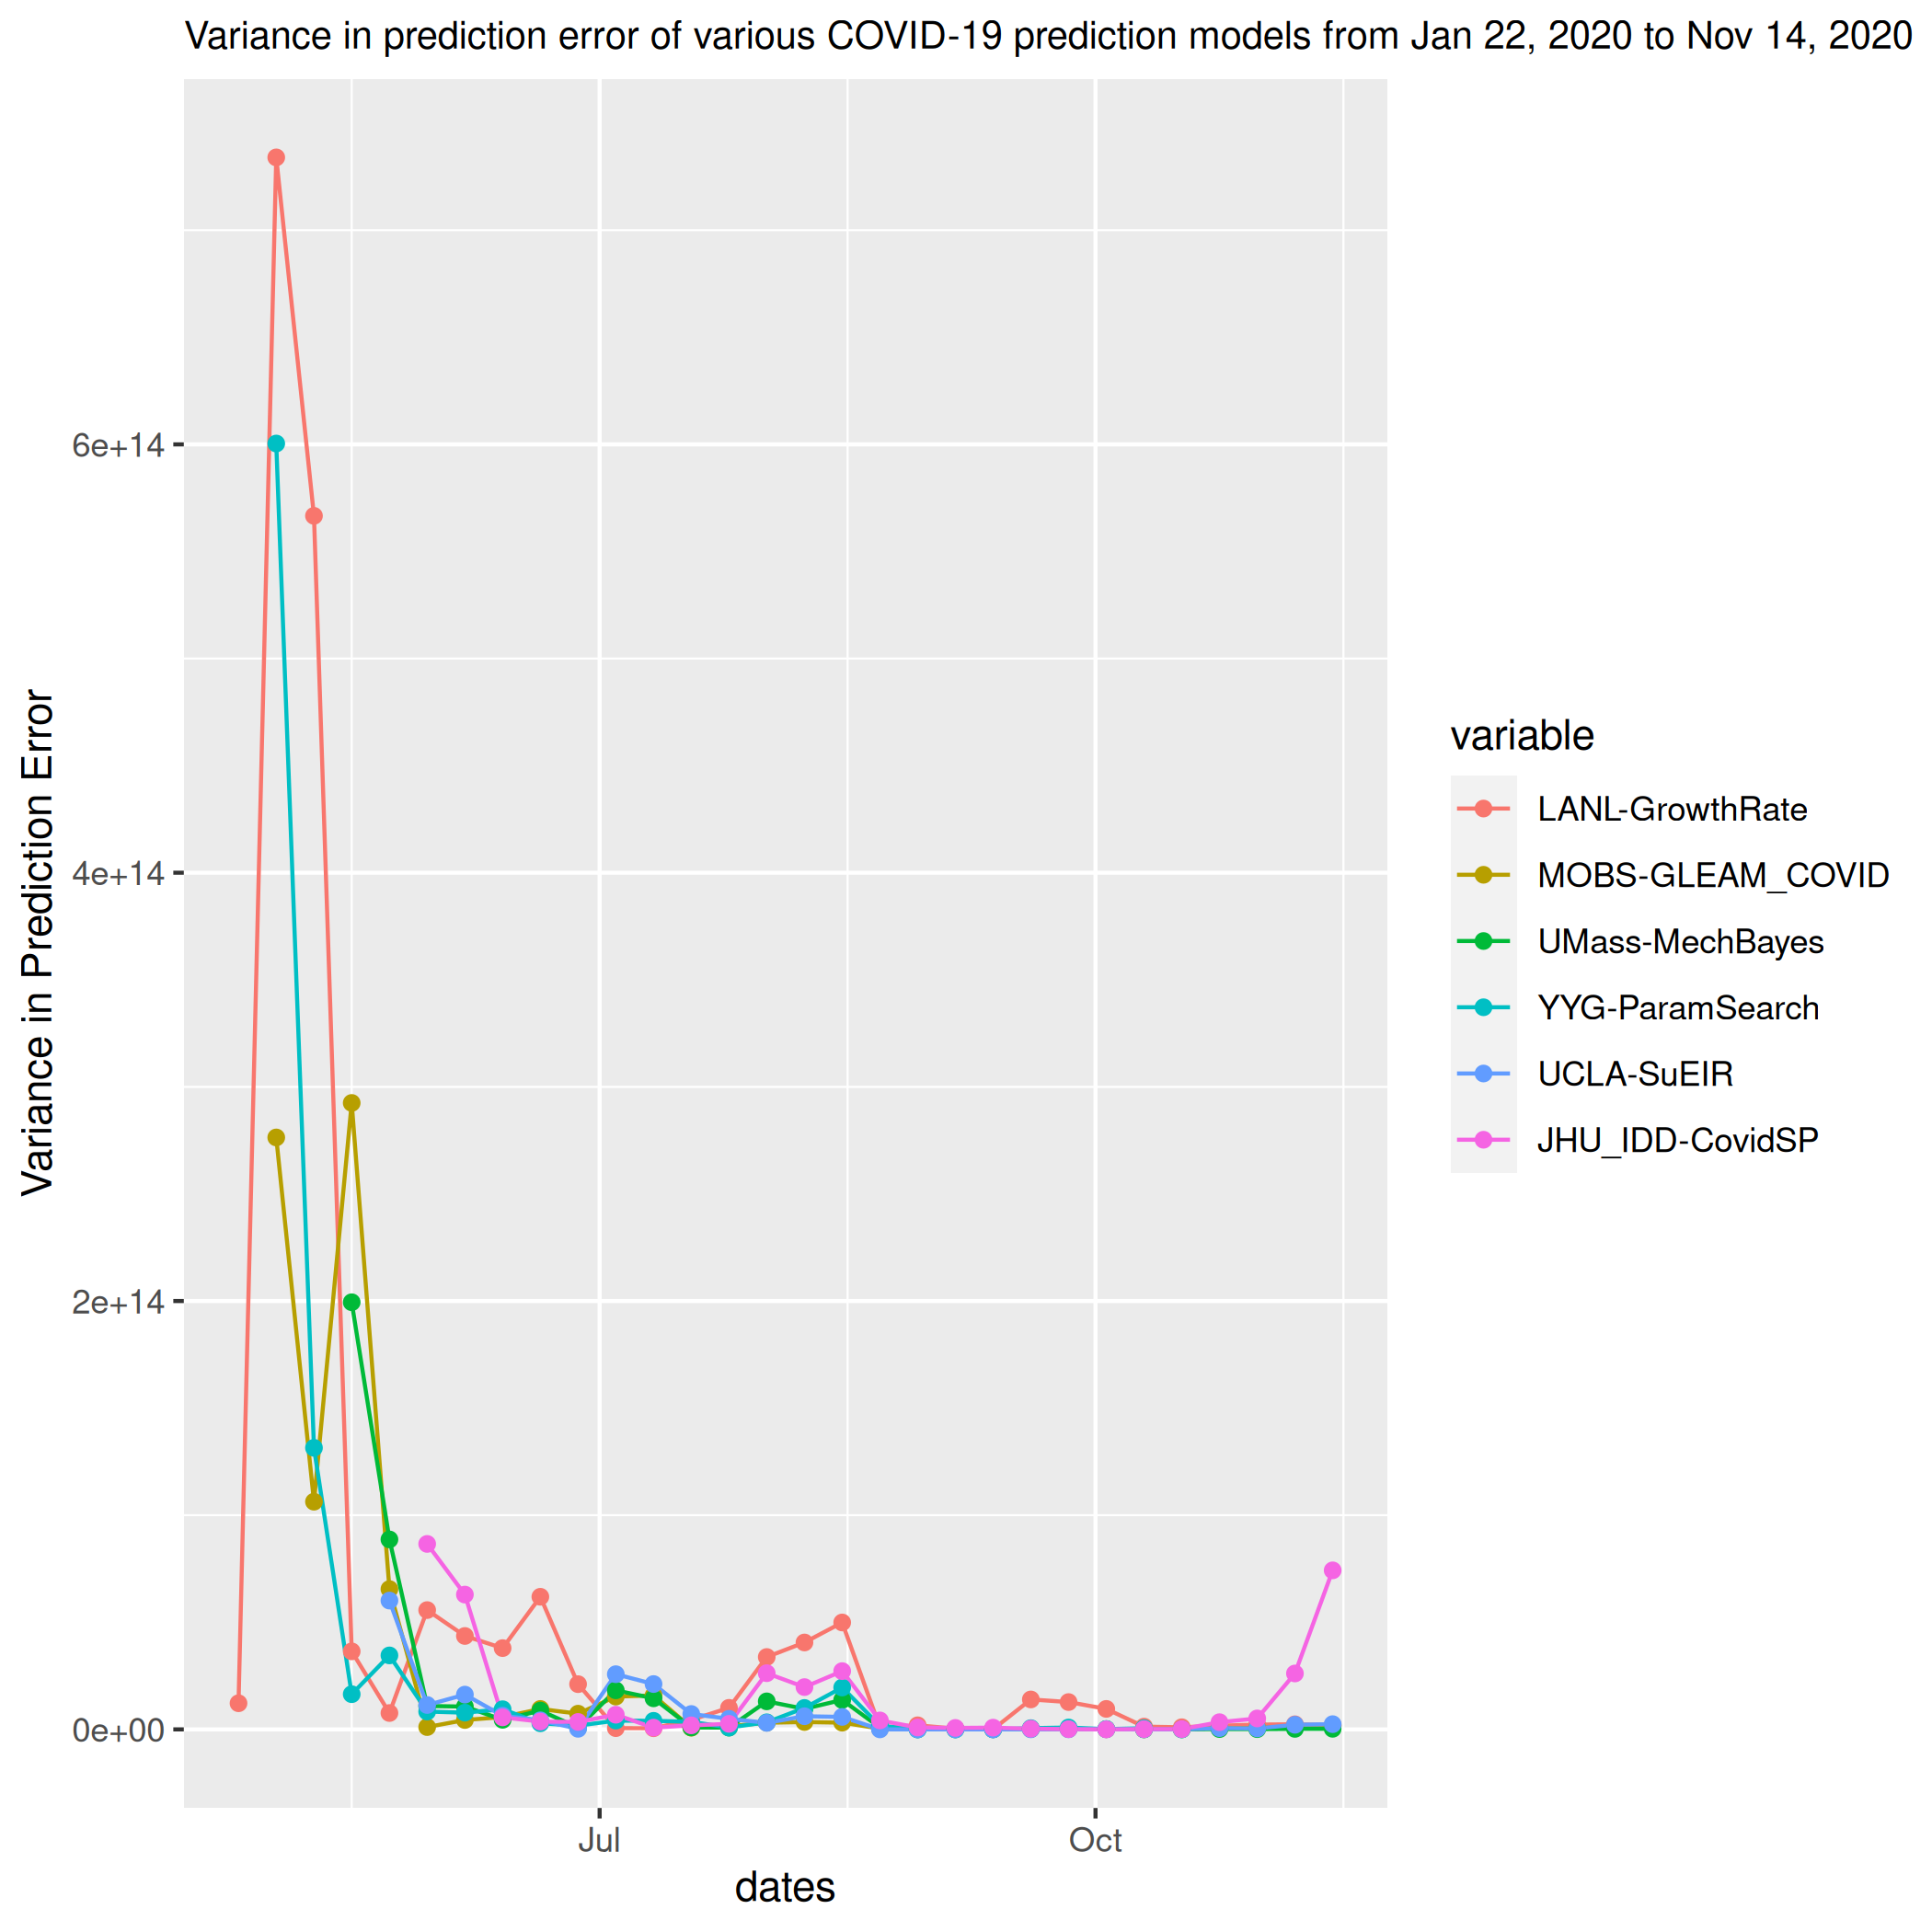 Variance in prediction error of various COVID-19 prediction models from Jan 22, 2020 to Nov 14, 2020
Variance in Prediction Error
6e+14
4e+14
2e+14
0e+00
Jul
Oct
dates
variable
LANL-GrowthRate
MOBS-GLEAM_COVID
UMass-MechBayes
YYG-ParamSearch
UCLA-SuEIR
JHU_IDD-CovidSP